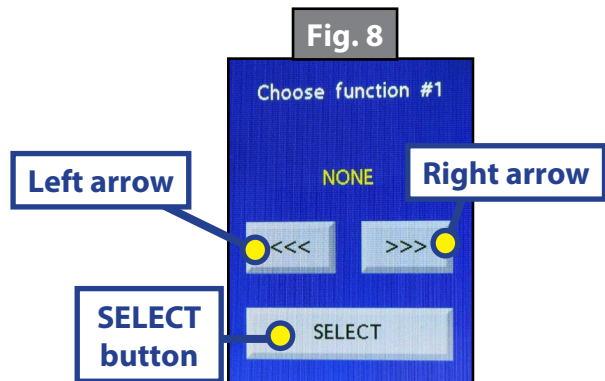 Fig. 8
Choose function #1
NONE
Left arrow
Right arrow
<<<
>>>
SELECT
button
SELECT